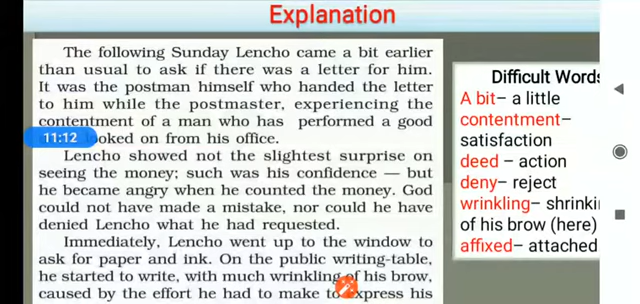 Explanation
The following Sunday Lencho came a bit earlier
than usual to ask if there was a letter for him.
It was the postman himself who handed the letter
to him while the postmaster, experiencing the
contentment of a man who has performed a good
11:12 looked on from his office.
Lencho showed not the slightest surprise on
seeing the money; such was his confidence — but
he became angry when he counted the money. God
could not have made a mistake, nor could he have
denied Lencho what he had requested.
Immediately, Lencho went up to the window to
ask for paper and ink. On the public writing-table,
he started to write, with much wrinkling of his brow,
caused by the effort he had to make to express his
Difficult Words
A bit– a little
contentment–
satisfaction
deed – action
deny– reject
wrinkling– shrinkin
of his brow (here)
affixed– attached